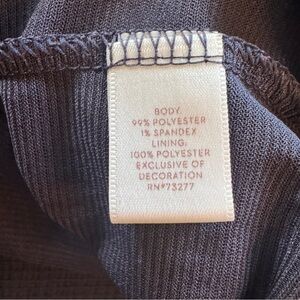 BODY:
99% POLYESTER
1% SPANDEX
LINING:
100% POLYESTER
EXCLUSIVE OF
DECORATION
RN#73277